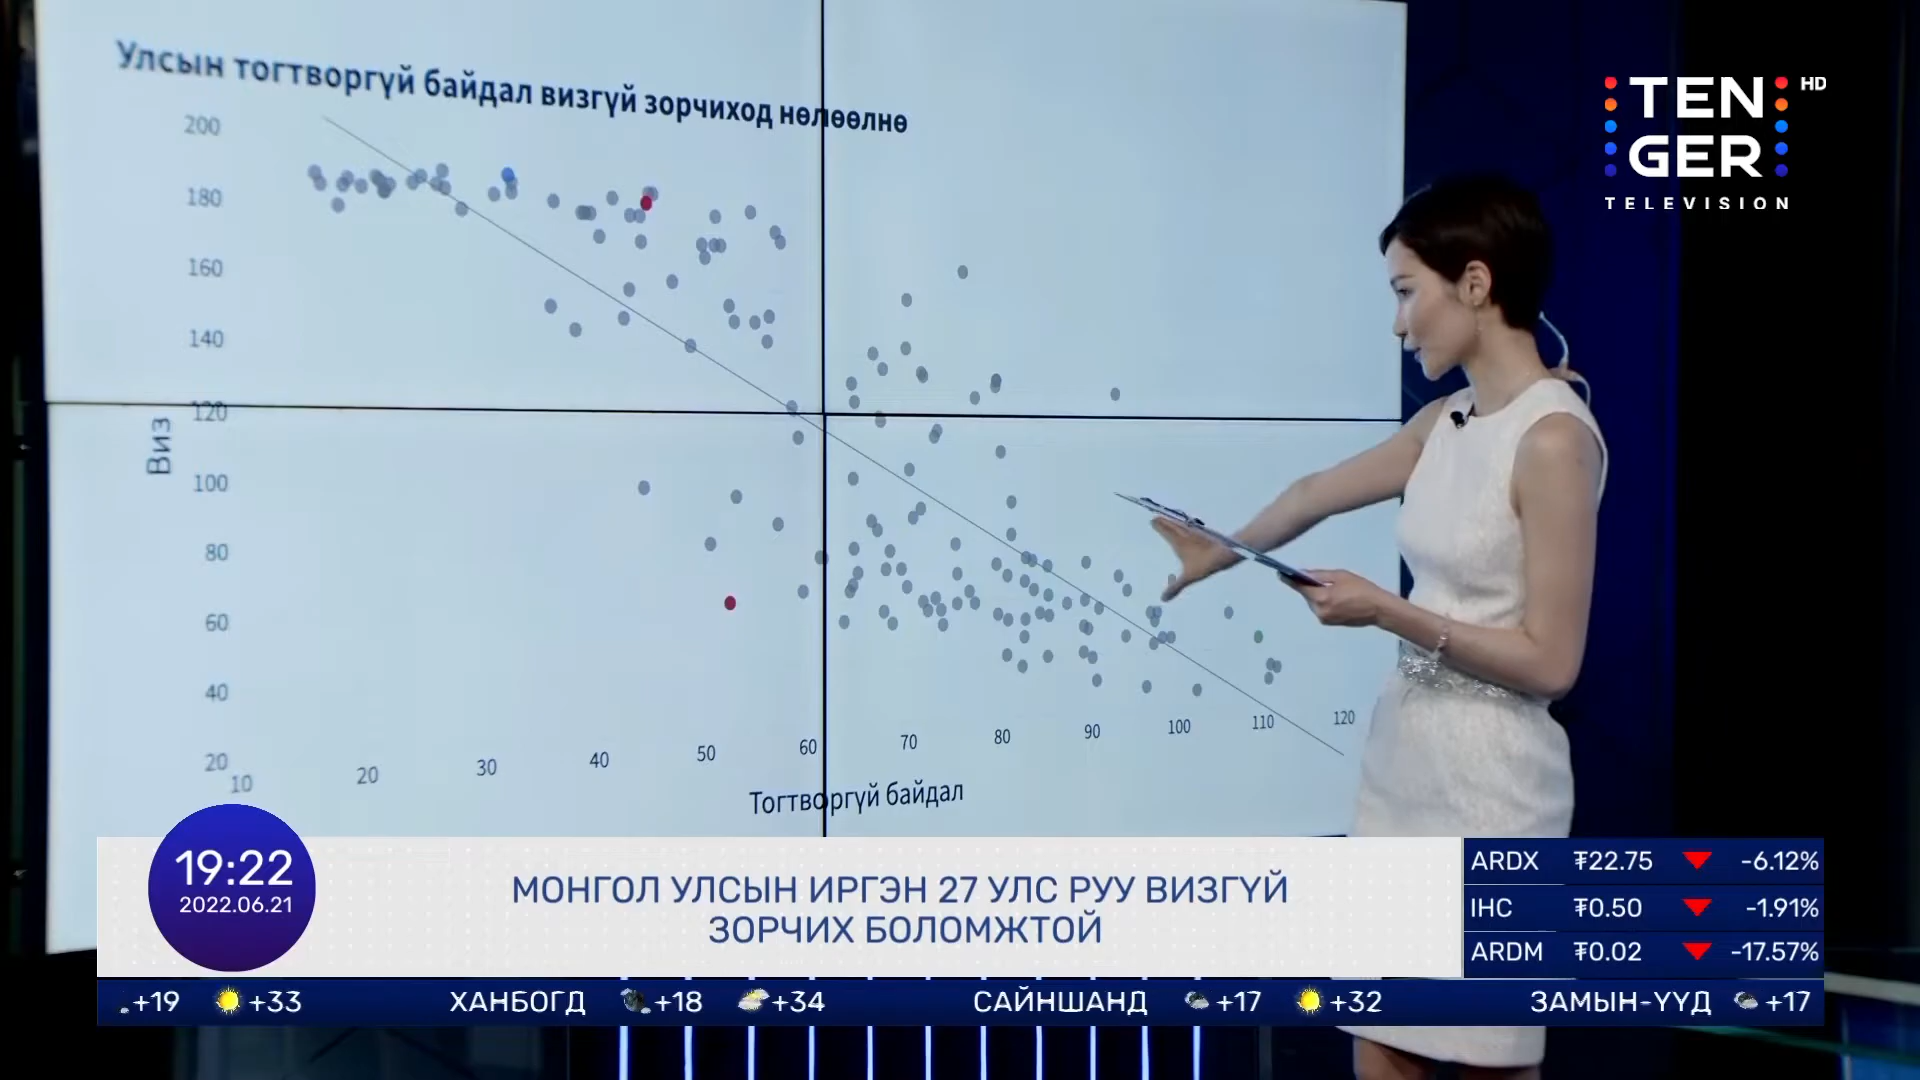 Улсын тогтворгүй байдал визгүй зорчиход нөлөөлнө
200
180
160
140
120
100
80
60
40
20
Виз
10 20 30 40 50 60 70 80 90 100 110 120
Тогтворгүй байдал
TEN HD
GER
TELEVISION
19:22
2022.06.21
МОНГОЛ УЛСЫН ИРГЭН 27 УЛС РУУ ВИЗГҮЙ
ЗОРЧИХ БОЛОМЖТОЙ
ARDX ₮22.75 -6.12%
IHC ₮0.50 -1.91%
ARDM ₮0.02 -17.57%
+19 +33 ХАНБОГД +18 +34 САЙНШАНД +17 +32 ЗАМЫН-ҮҮД +17